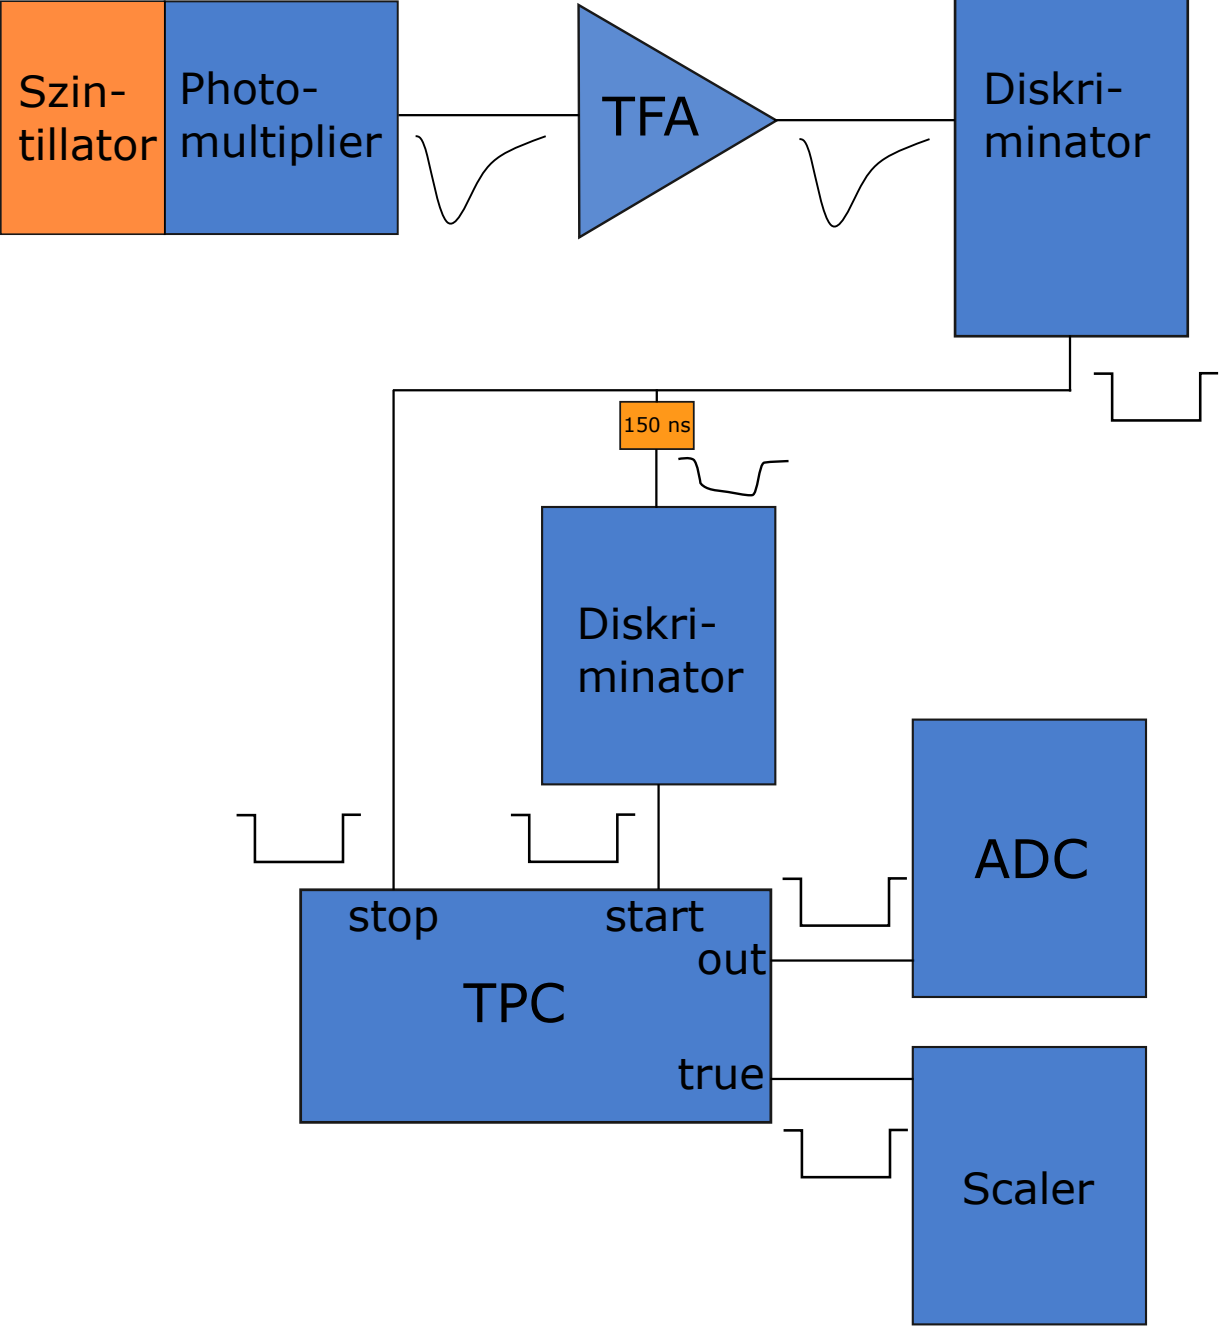 Szin-
tillator
Photo-
multiplier
TFA
Diskri-
minator
150 ns
Diskri-
minator
ADC
stop
start
out
TPC
true
Scaler